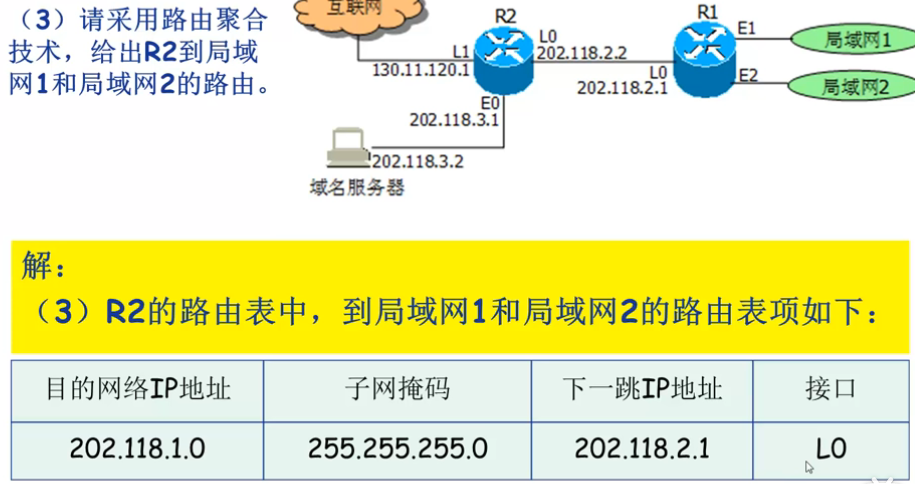 （3）请采用路由聚合
技术，给出R2到局域
网1和局域网2的路由。
互联网
R2
R1
L1
L0
E1
局域网1
202.118.2.2
130.11.120.1
L0
E2
局域网2
202.118.2.1
E0
202.118.3.1
202.118.3.2
域名服务器
解：
（3）R2的路由表中，到局域网1和局域网2的路由表项如下：
目的网络IP地址 子网掩码 下一跳IP地址 接口
202.118.1.0 255.255.255.0 202.118.2.1 L0